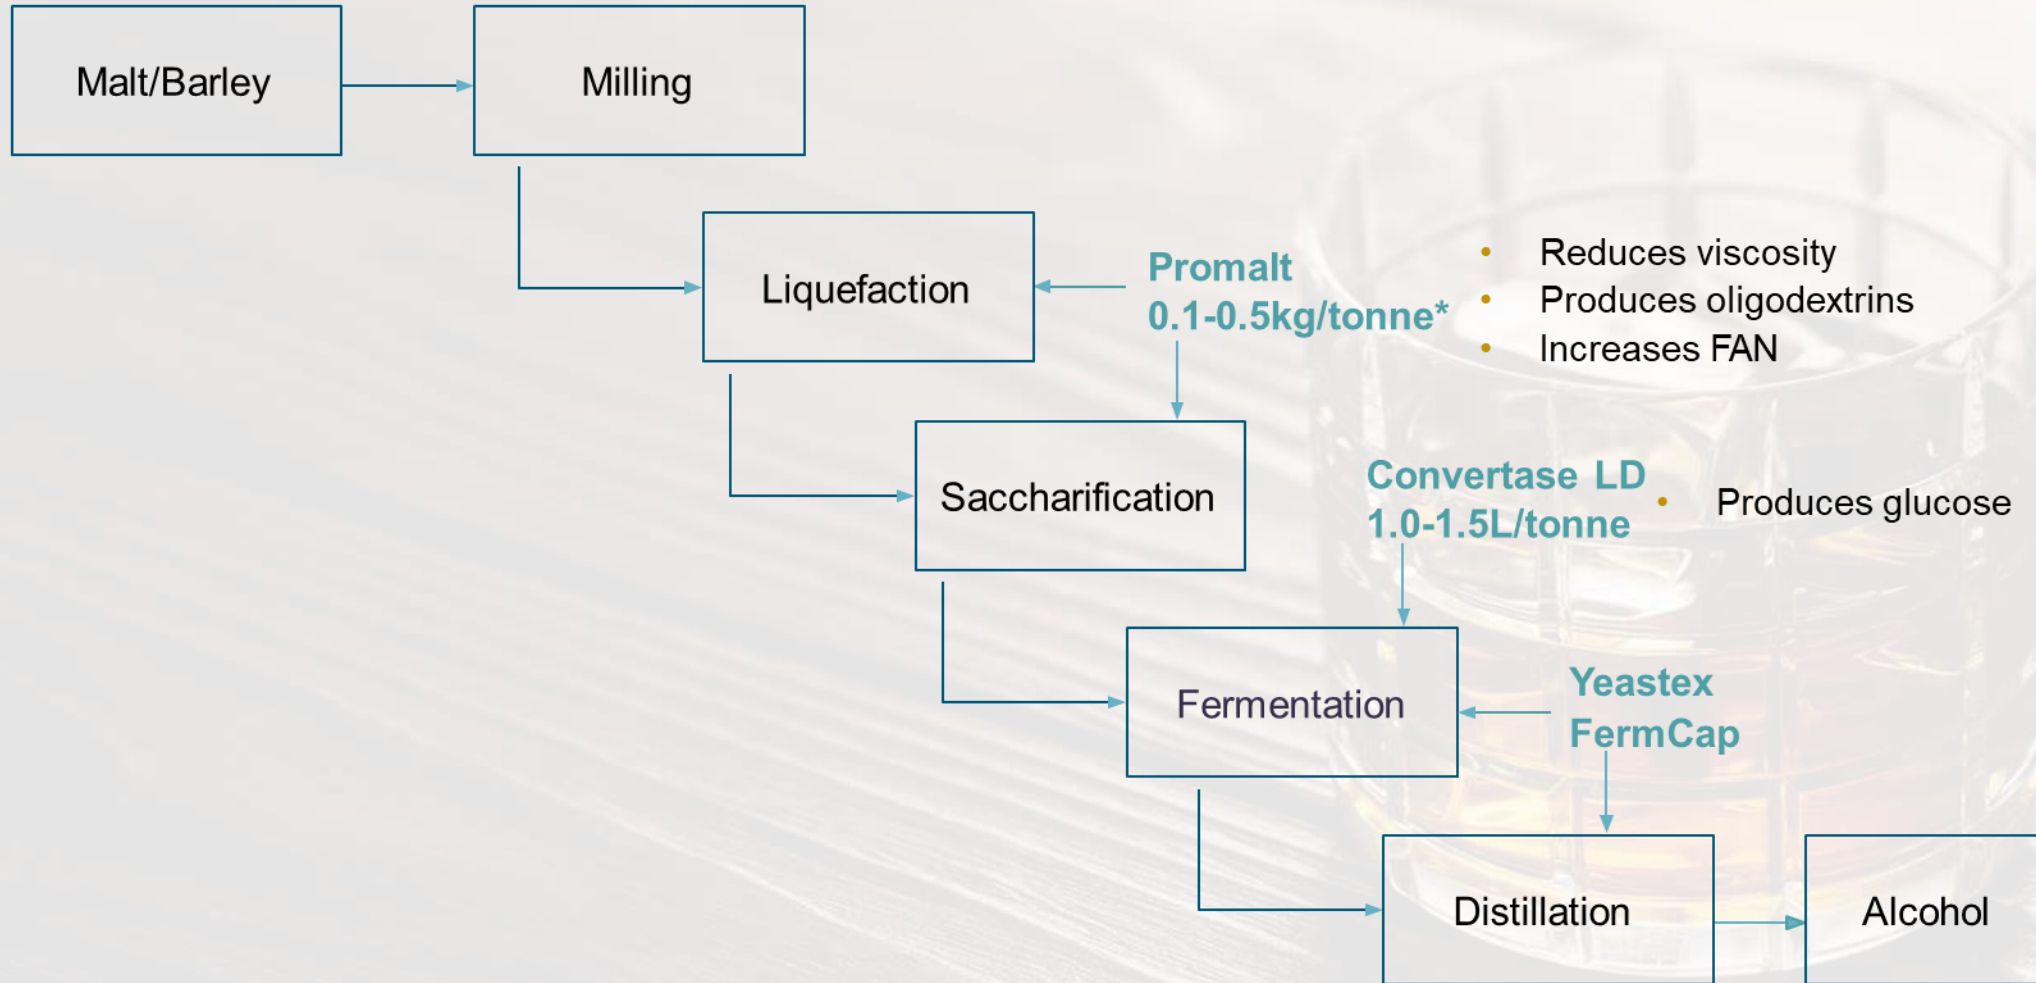 Malt/Barley
Milling
Liquefaction
Promalt
0.1-0.5kg/tonne*
• Reduces viscosity
• Produces oligodextrins
• Increases FAN
Saccharification
Convertase LD
1.0-1.5L/tonne
• Produces glucose
Fermentation
Yeastex
FermCap
Distillation
Alcohol